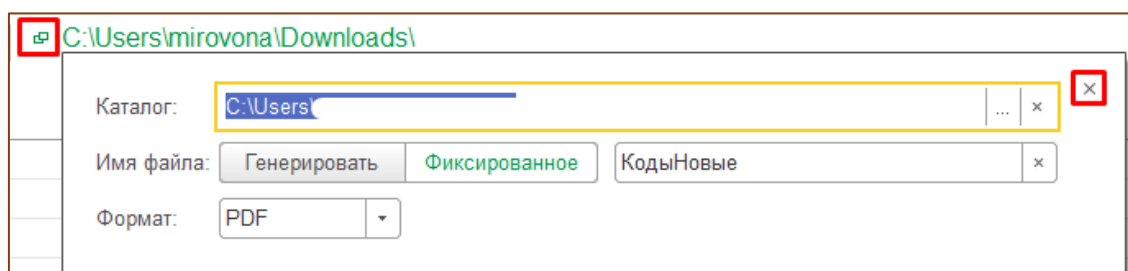 C:\Users\mirovona\Downloads\
Каталог: C:\Users\ ... ×
Имя файла: Генерировать Фиксированное КодыНовые ×
Формат: PDF